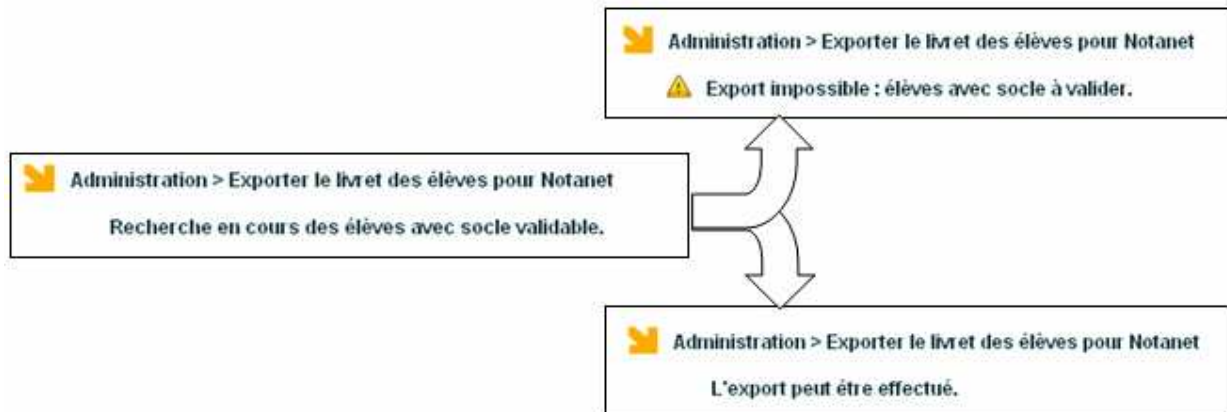 Administration > Exporter le livret des élèves pour Notanet
Export impossible : élèves avec socle à valider.
Administration > Exporter le livret des élèves pour Notanet
Recherche en cours des élèves avec socle validable.
Administration > Exporter le livret des élèves pour Notanet
L'export peut être effectué.